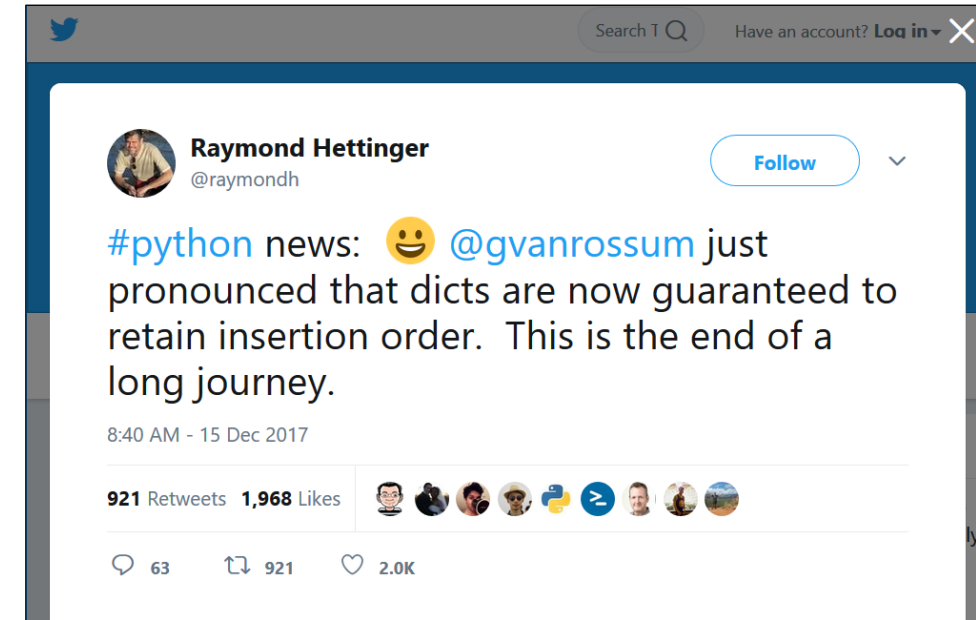 Search T
Have an account? Log in
Raymond Hettinger
@raymondh
Follow
#python news: 😀 @gvanrossum just
pronounced that dicts are now guaranteed to
retain insertion order. This is the end of a
long journey.
8:40 AM - 15 Dec 2017
921 Retweets 1,968 Likes
63 921 2.0K